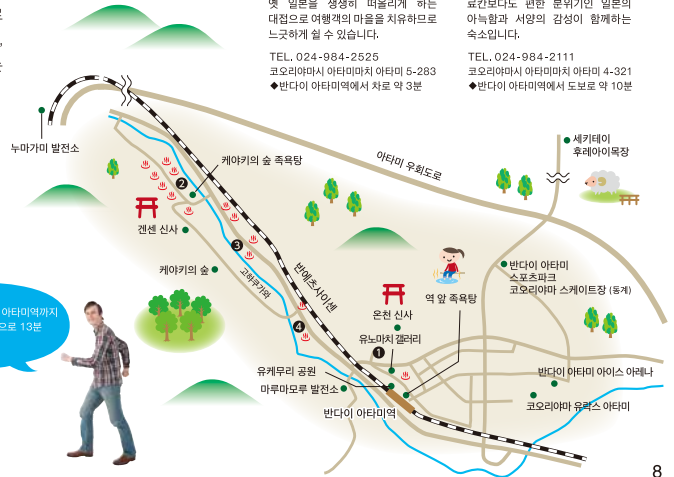 로
,
는
옛 일본을 생생히 떠올리게 하는
대접으로 여행객의 마을을 치유하므로
느긋하게 쉴 수 있습니다.
TEL. 024-984-2525
코오리야마시 아타미마치 아타미 5-283
◆반다이 아타미역에서 차로 약 3분
료칸보다도 편한 분위기인 일본의
아늑함과 서양의 감성이 함께하는
숙소입니다.
TEL. 024-984-2111
코오리야마시 아타미마치 아타미 4-321
◆반다이 아타미역에서 도보로 약 10분
누마가미 발전소
케야키의 숲 족욕탕
아타미 우회도로
세키테이
후레아이목장
❷
겐센 신사
❸
케야키의 숲
고햐쿠가와
반에츠사이센
반다이 아타미
스포츠파크
코오리야마 스케이트장 (동계)
역 앞 족욕탕
온천 신사
유노마치 갤러리
❹
❶
아타미역까지
으로 13분
유케무리 공원
마루마모루 발전소
반다이 아타미역
반다이 아타미 아이스 아레나
코오리야마 유락스 아타미
8